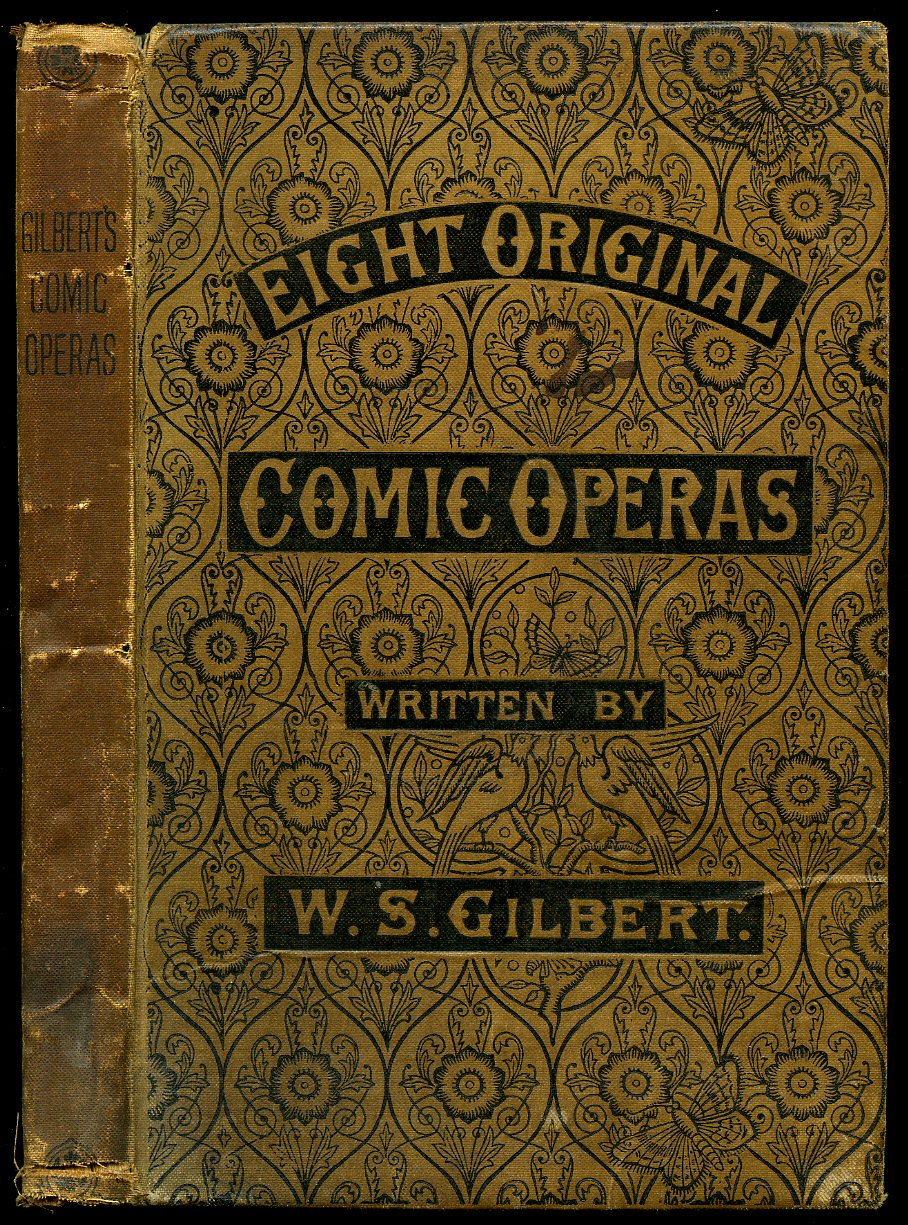 GILBERT'S
COMIC
OPERAS
EIGHT ORIGINAL
COMIC OPERAS
WRITTEN BY
W. S. GILBERT.